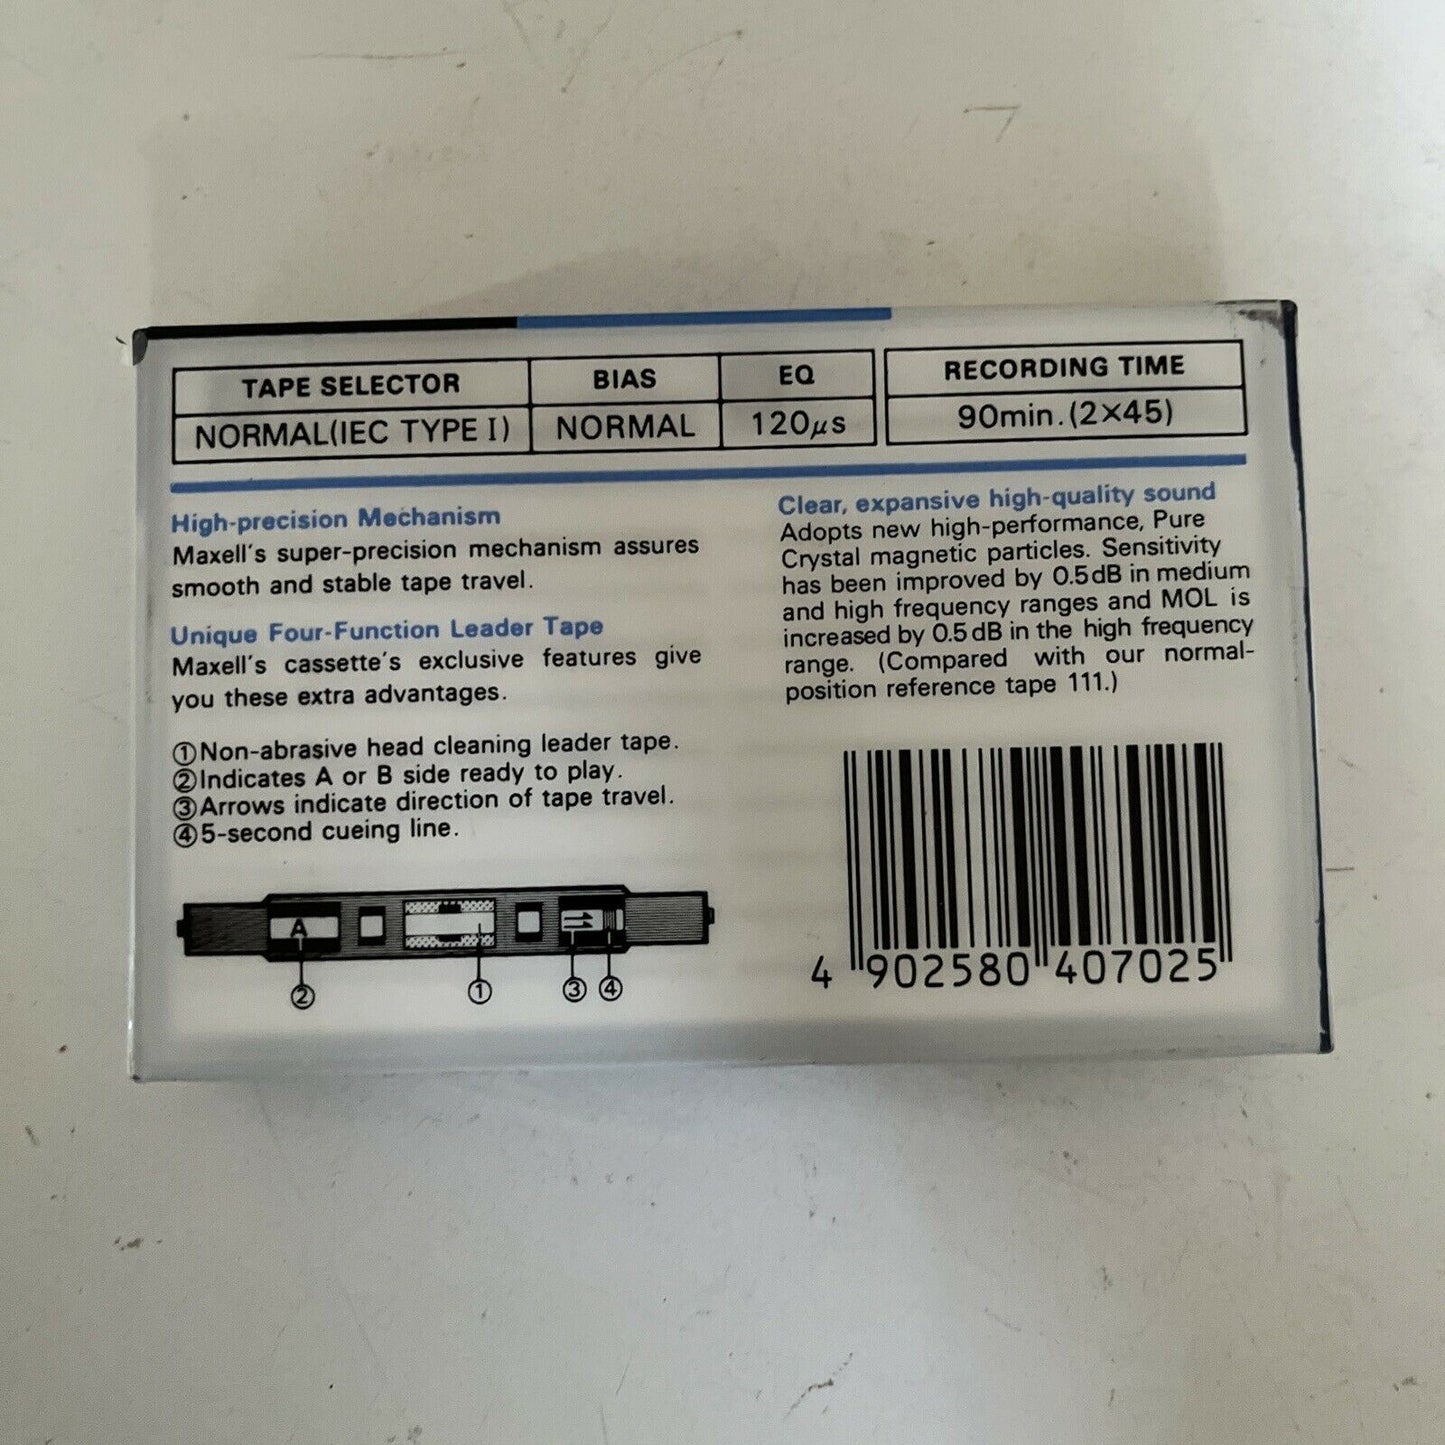 TAPE SELECTOR BIAS EQ RECORDING TIME
NORMAL(IEC TYPE I) NORMAL 120μs 90min.(2×45)
High-precision Mechanism
Maxell's super-precision mechanism assures
smooth and stable tape travel.
Unique Four-Function Leader Tape
Maxell's cassette's exclusive features give
you these extra advantages.
①Non-abrasive head cleaning leader tape.
②Indicates A or B side ready to play.
③Arrows indicate direction of tape travel.
④5-second cueing line.
A
② ① ③ ④
Clear, expansive high-quality sound
Adopts new high-performance, Pure
Crystal magnetic particles. Sensitivity
has been improved by 0.5dB in medium
and high frequency ranges and MOL is
increased by 0.5dB in the high frequency
range. (Compared with our normal-
position reference tape 111.)
4 902580 407025